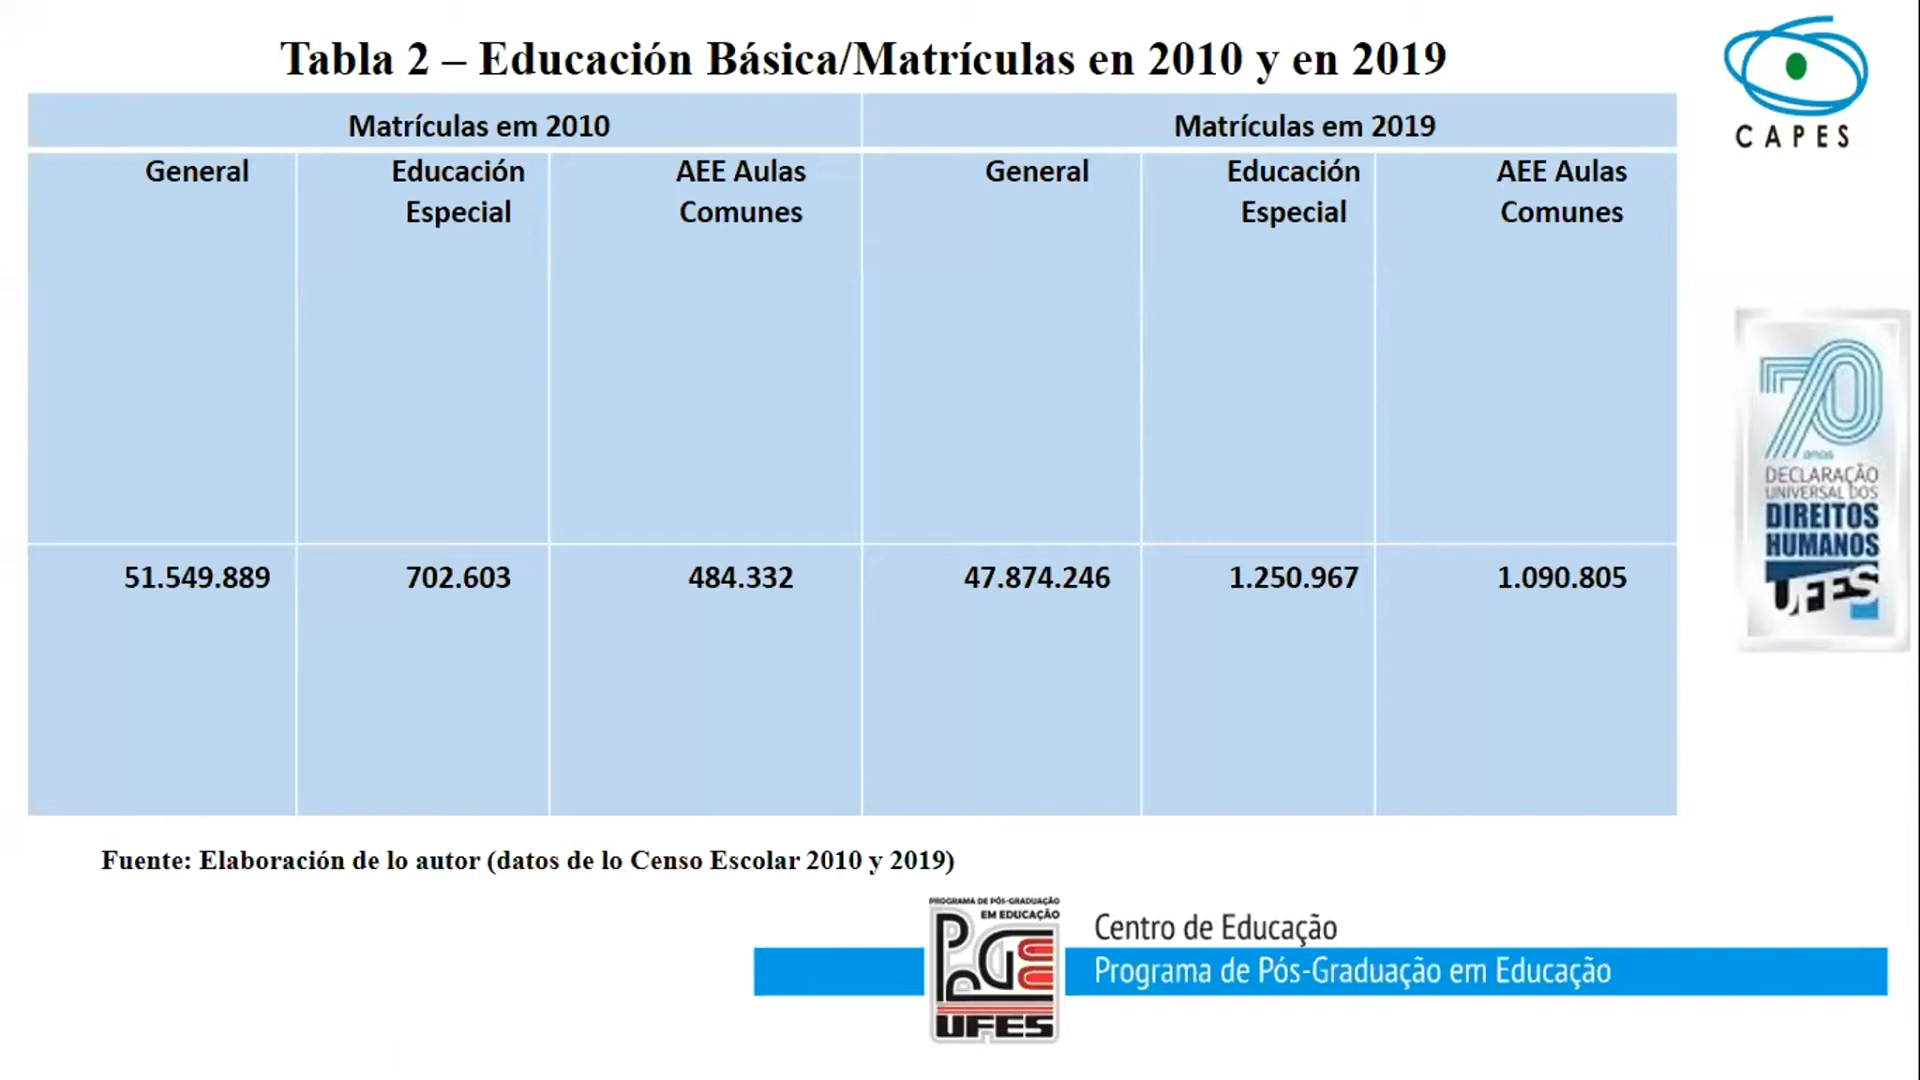 Tabla 2 – Educación Básica/Matrículas en 2010 y en 2019
CAPES
Matrículas em 2010
Matrículas em 2019
General
Educación
Especial
AEE Aulas
Comunes
General
Educación
Especial
AEE Aulas
Comunes
51.549.889
702.603
484.332
47.874.246
1.250.967
1.090.805
70
anos
DECLARAÇÃO
UNIVERSAL DOS
DIREITOS
HUMANOS
UFES
Fuente: Elaboración de lo autor (datos de lo Censo Escolar 2010 y 2019)
PROGRAMA DE PÓS-GRADUAÇÃO
EM EDUCAÇÃO
PPGE
UFES
Centro de Educação
Programa de Pós-Graduação em Educação